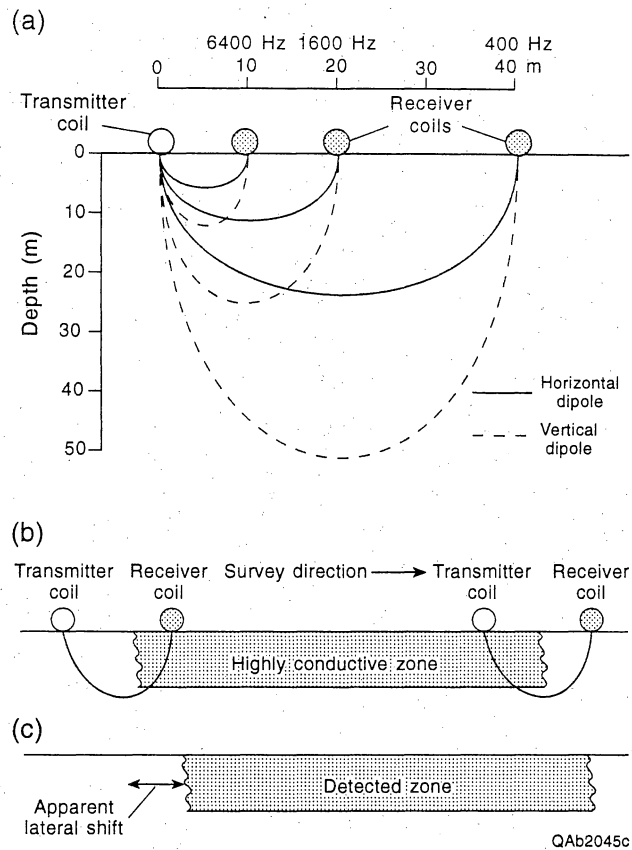 (a)
6400 Hz 1600 Hz 400 Hz
0 10 20 30 40 m
Transmitter
coil
Receiver
coils
0
10
20
30
40
50
Depth (m)
Horizontal
dipole
Vertical
dipole
(b)
Transmitter
coil
Receiver
coil
Survey direction
Transmitter
coil
Receiver
coil
Highly conductive zone
(c)
Detected zone
Apparent
lateral shift
QAb2045c